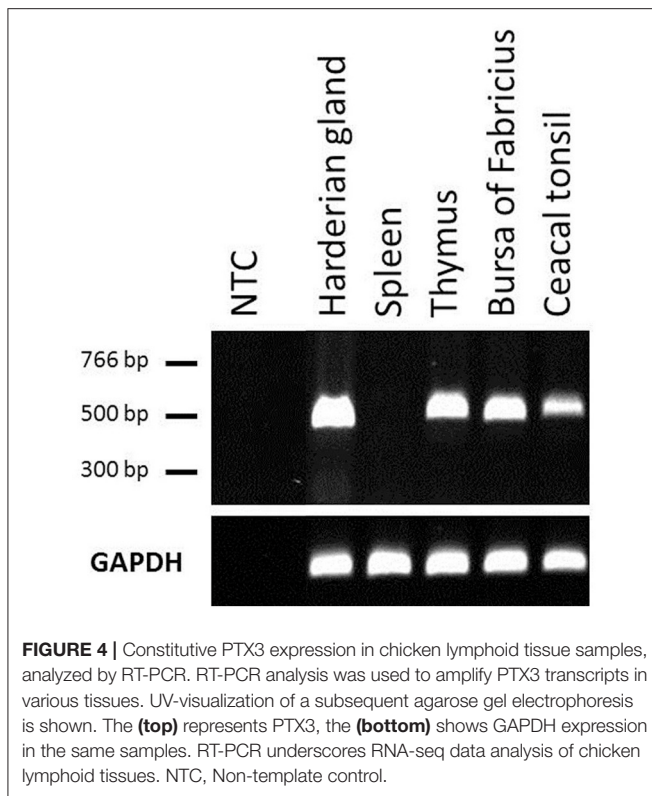 NTC
Harderian gland
Spleen
Thymus
Bursa of Fabricius
Ceacal tonsil
766 bp
500 bp
300 bp
GAPDH
FIGURE 4 | Constitutive PTX3 expression in chicken lymphoid tissue samples,
analyzed by RT-PCR. RT-PCR analysis was used to amplify PTX3 transcripts in
various tissues. UV-visualization of a subsequent agarose gel electrophoresis
is shown. The (top) represents PTX3, the (bottom) shows GAPDH expression
in the same samples. RT-PCR underscores RNA-seq data analysis of chicken
lymphoid tissues. NTC, Non-template control.